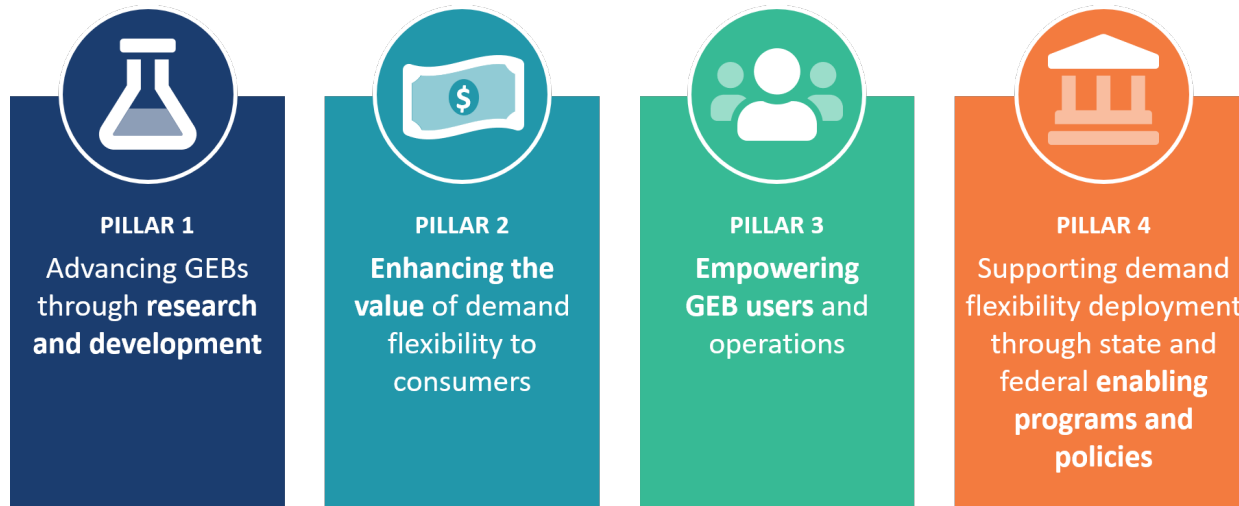 PILLAR 1
Advancing GEBs
through research
and development
PILLAR 2
Enhancing the
value of demand
flexibility to
consumers
PILLAR 3
Empowering
GEB users and
operations
PILLAR 4
Supporting demand
flexibility deployment
through state and
federal enabling
programs and
policies
$